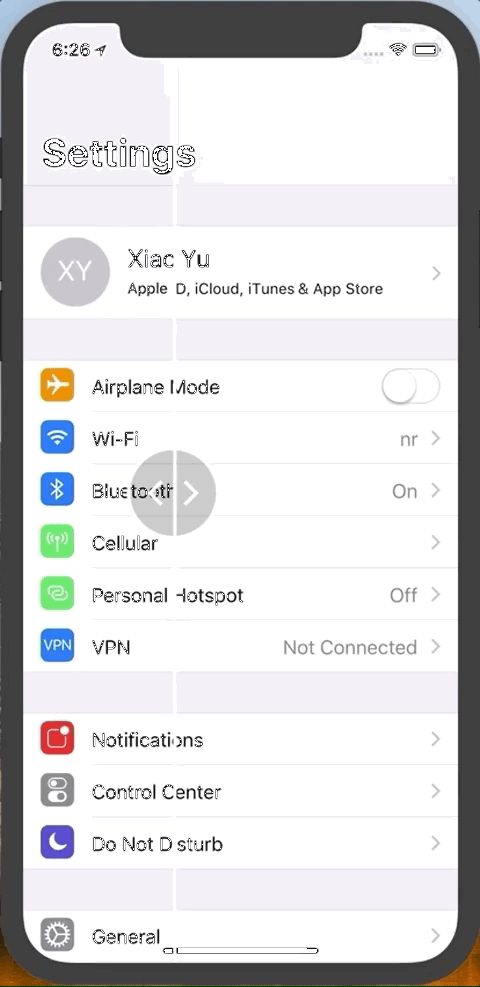 6:26
Settings
XY
Xiao Yu
Apple ID, iCloud, iTunes & App Store
Airplane Mode
Wi-Fi nr
Bluetooth On
Cellular
Personal Hotspot Off
VPN VPN Not Connected
Notifications
Control Center
Do Not Disturb
General